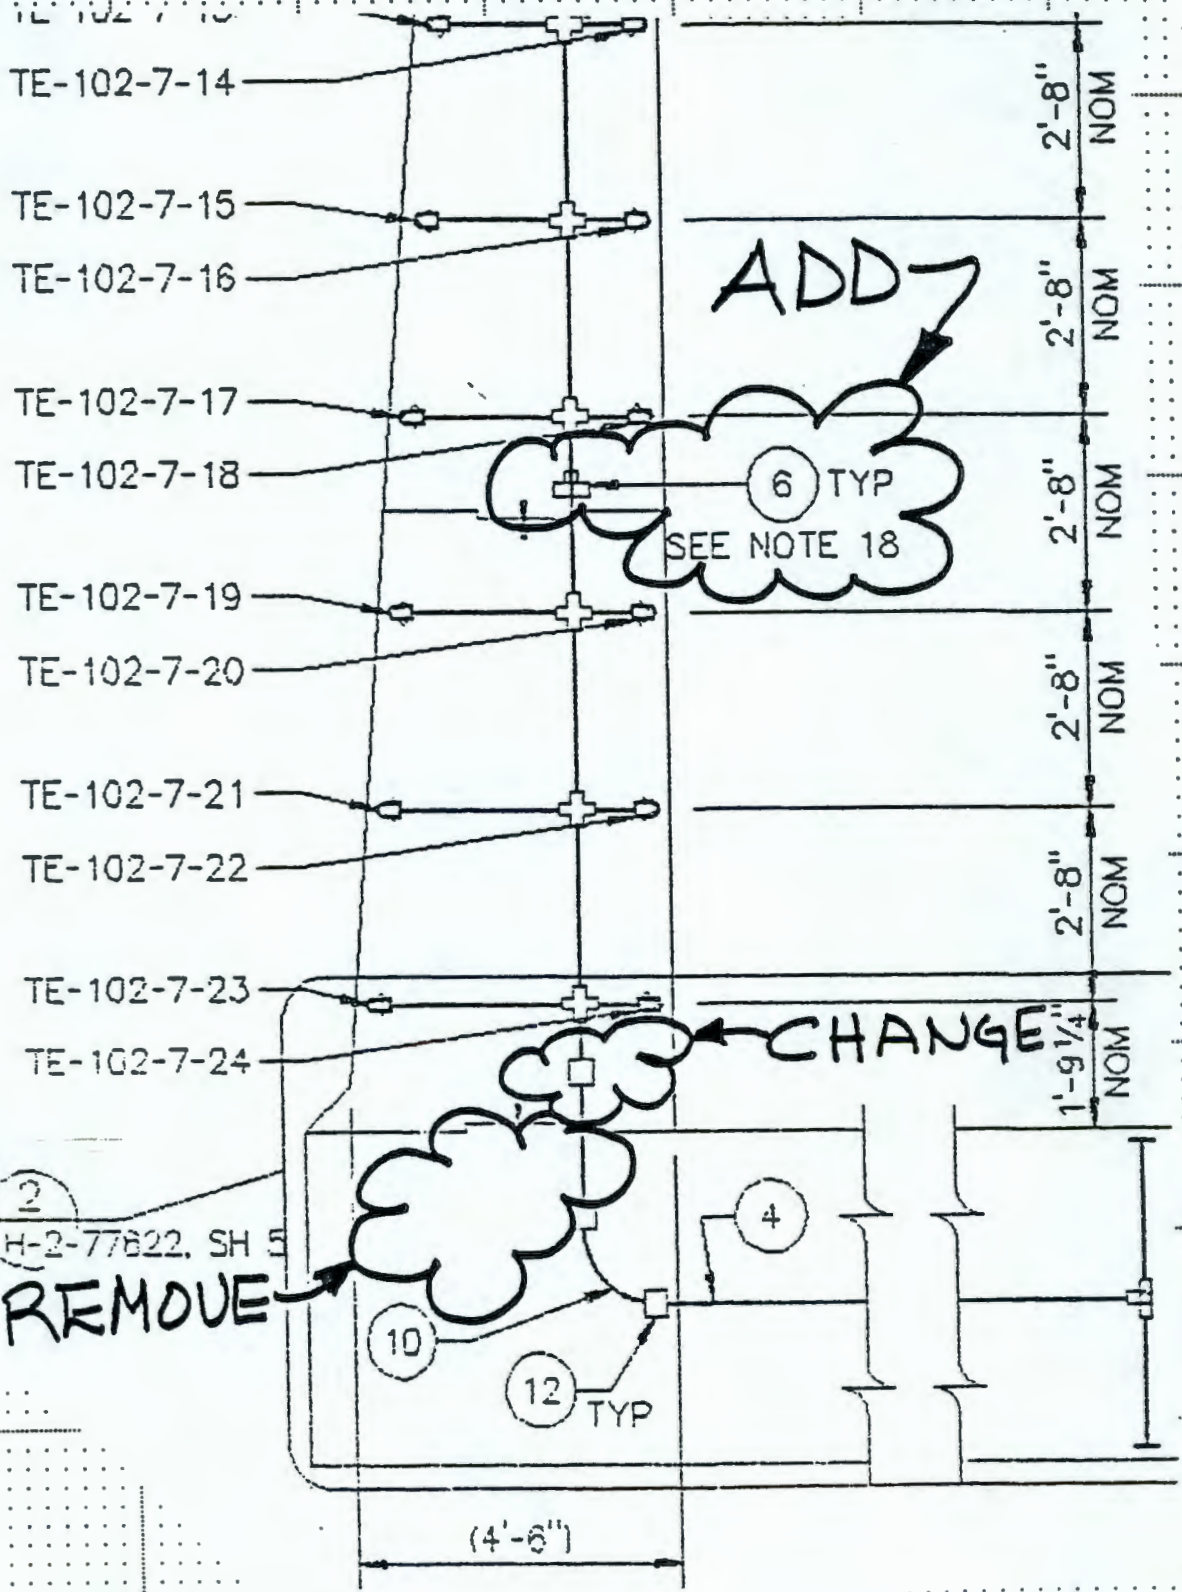 TE-102-7-14
TE-102-7-15
TE-102-7-16
TE-102-7-17
TE-102-7-18
TE-102-7-19
TE-102-7-20
TE-102-7-21
TE-102-7-22
TE-102-7-23
TE-102-7-24
ADD
6 TYP
SEE NOTE 18
CHANGE
2'-8"
NOM
2'-8"
NOM
2'-8"
NOM
2'-8"
NOM
2'-8"
NOM
1'-9 1/4"
NOM
2
H-2-77622, SH 5
REMOVE
4
10
12
TYP
(4'-6")